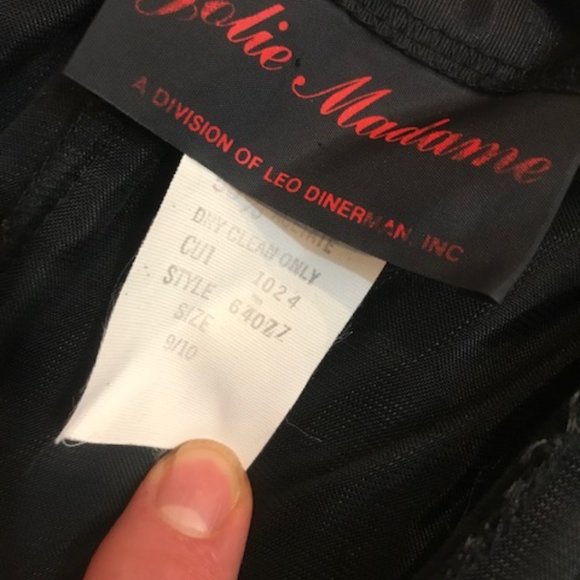 Jolie Madame
A DIVISION OF LEO DINERMAN, INC
DRY CLEAN ONLY
CUT 1024
STYLE 64077
SIZE
9/10